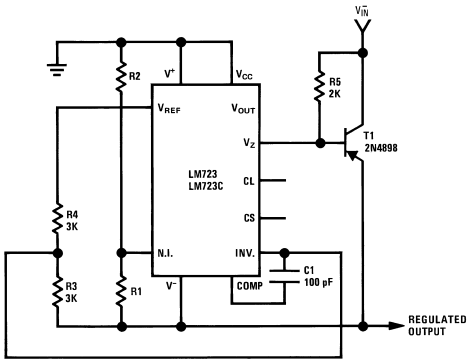 V⁻IN
R2
V⁺
VCC
R5
2K
VREF
VOUT
T1
2N4898
VZ
LM723
LM723C
CL
R4
3K
CS
N.I.
INV.
R3
3K
R1
C1
100 pF
V⁻
COMP
REGULATED
OUTPUT